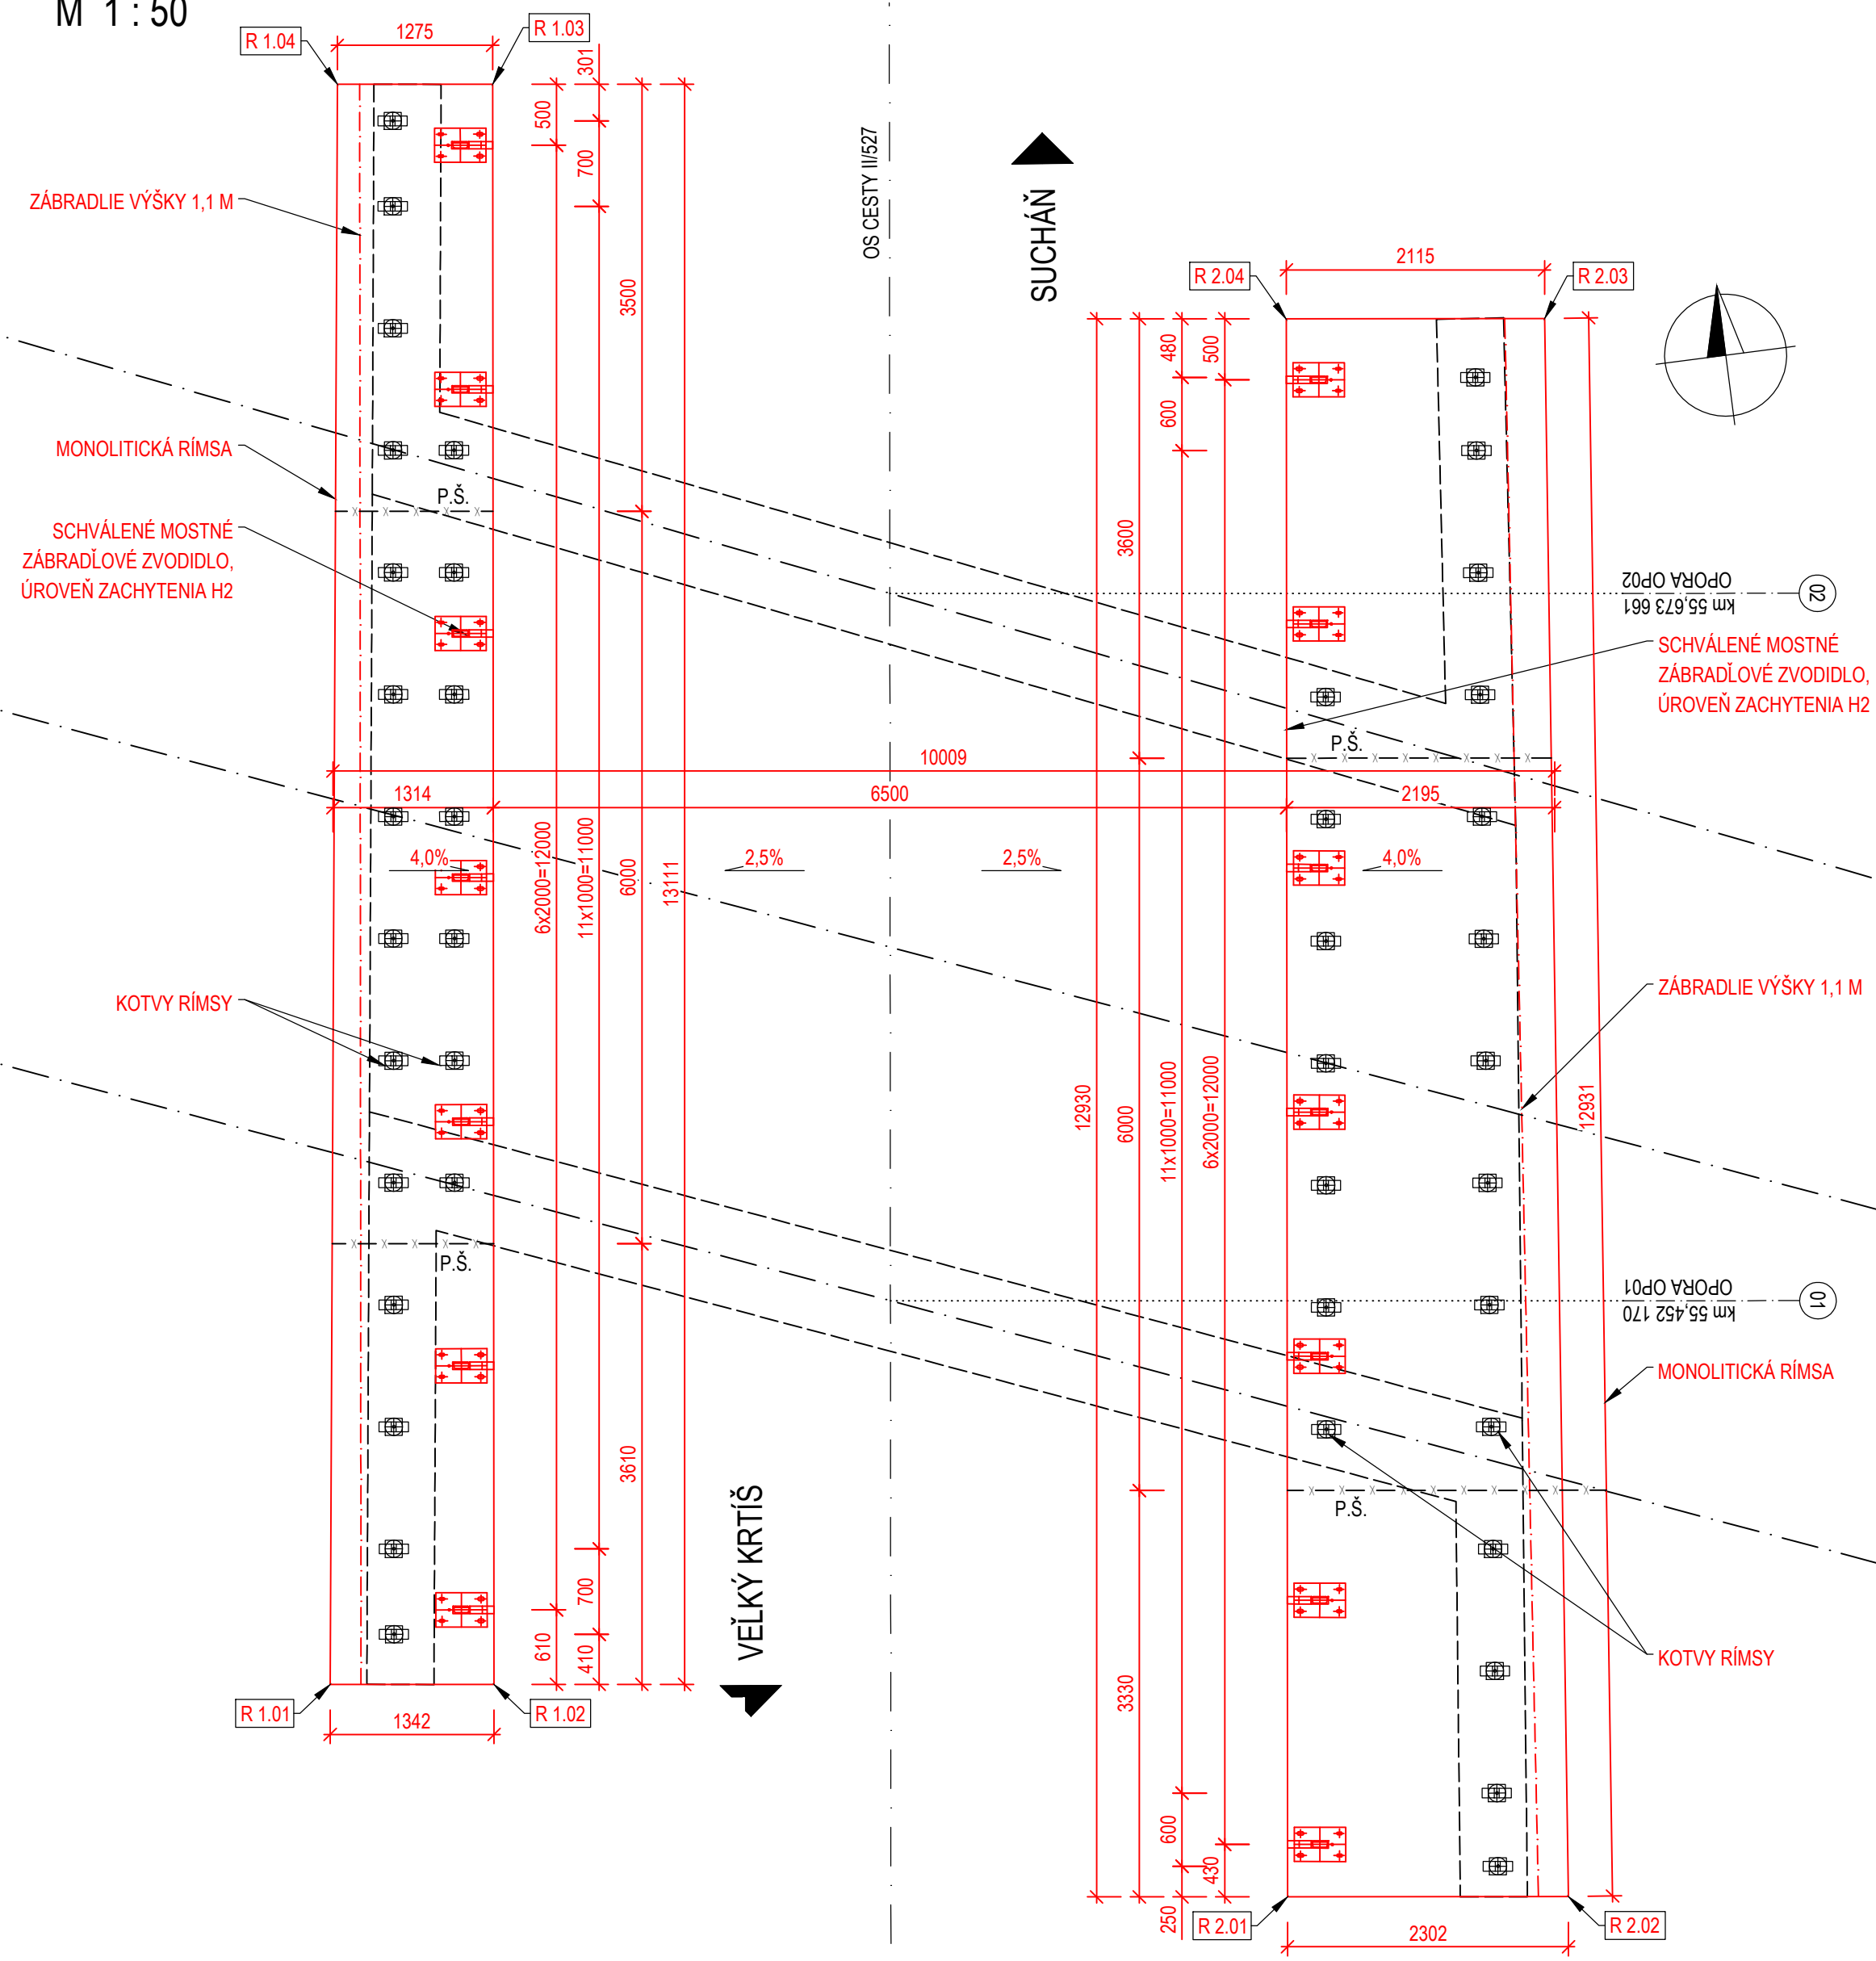 M 1 : 50
R 1.04
1275
R 1.03
301
500
700
ZÁBRADLIE VÝŠKY 1,1 M
OS CESTY II/527
SUCHÁŇ
3500
R 2.04
2115
R 2.03
480
500
600
MONOLITICKÁ RÍMSA
P.Š.
SCHVÁLENÉ MOSTNÉ
ZÁBRADĽOVÉ ZVODIDLO,
ÚROVEŇ ZACHYTENIA H2
3600
OPORA OP02
km 55,673 661
02
SCHVÁLENÉ MOSTNÉ
ZÁBRADĽOVÉ ZVODIDLO,
ÚROVEŇ ZACHYTENIA H2
P.Š.
10009
1314
6500
2195
4,0%
2,5%
2,5%
4,0%
6x2000=12000
11x1000=11000
6000
13111
KOTVY RÍMSY
ZÁBRADLIE VÝŠKY 1,1 M
12930
6000
11x1000=11000
6x2000=12000
12931
P.Š.
OPORA OP01
km 55,452 170
01
MONOLITICKÁ RÍMSA
3610
P.Š.
VEĽKÝ KRTÍŠ
700
610
410
KOTVY RÍMSY
3330
R 1.01
1342
R 1.02
600
430
250
R 2.01
2302
R 2.02